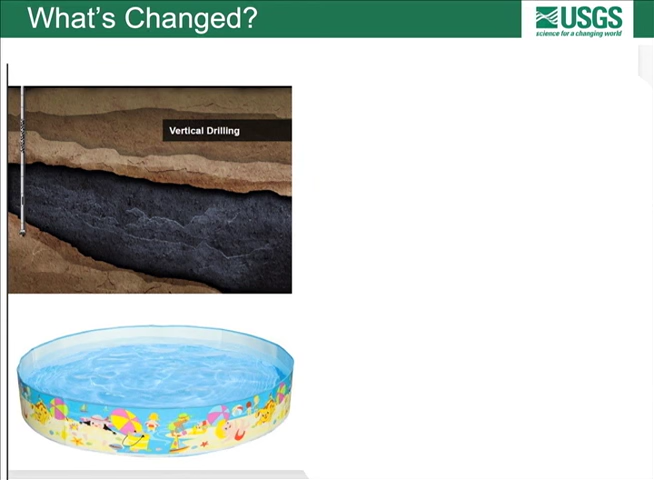 What's Changed?
USGS
science for a changing world
Vertical Drilling